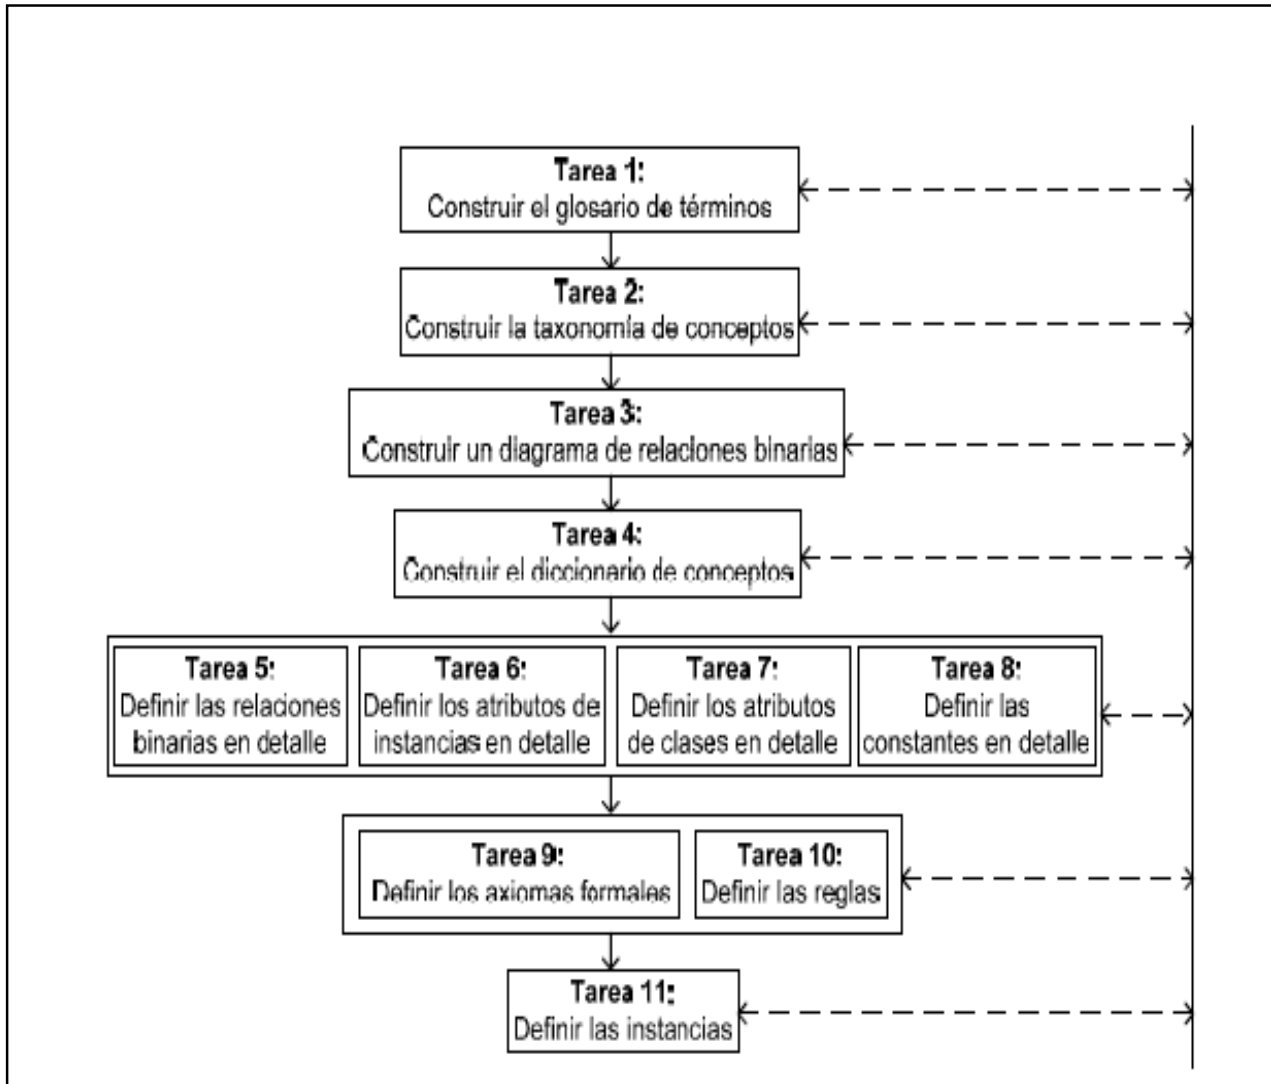 Tarea 1:
Construir el glosario de términos
Tarea 2:
Construir la taxonomía de conceptos
Tarea 3:
Construir un diagrama de relaciones binarias
Tarea 4:
Construir el diccionario de conceptos
Tarea 5:
Definir las relaciones
binarias en detalle
Tarea 6:
Definir los atributos de
instancias en detalle
Tarea 7:
Definir los atributos
de clases en detalle
Tarea 8:
Definir las
constantes en detalle
Tarea 9:
Definir los axiomas formales
Tarea 10:
Definir las reglas
Tarea 11:
Definir las instancias